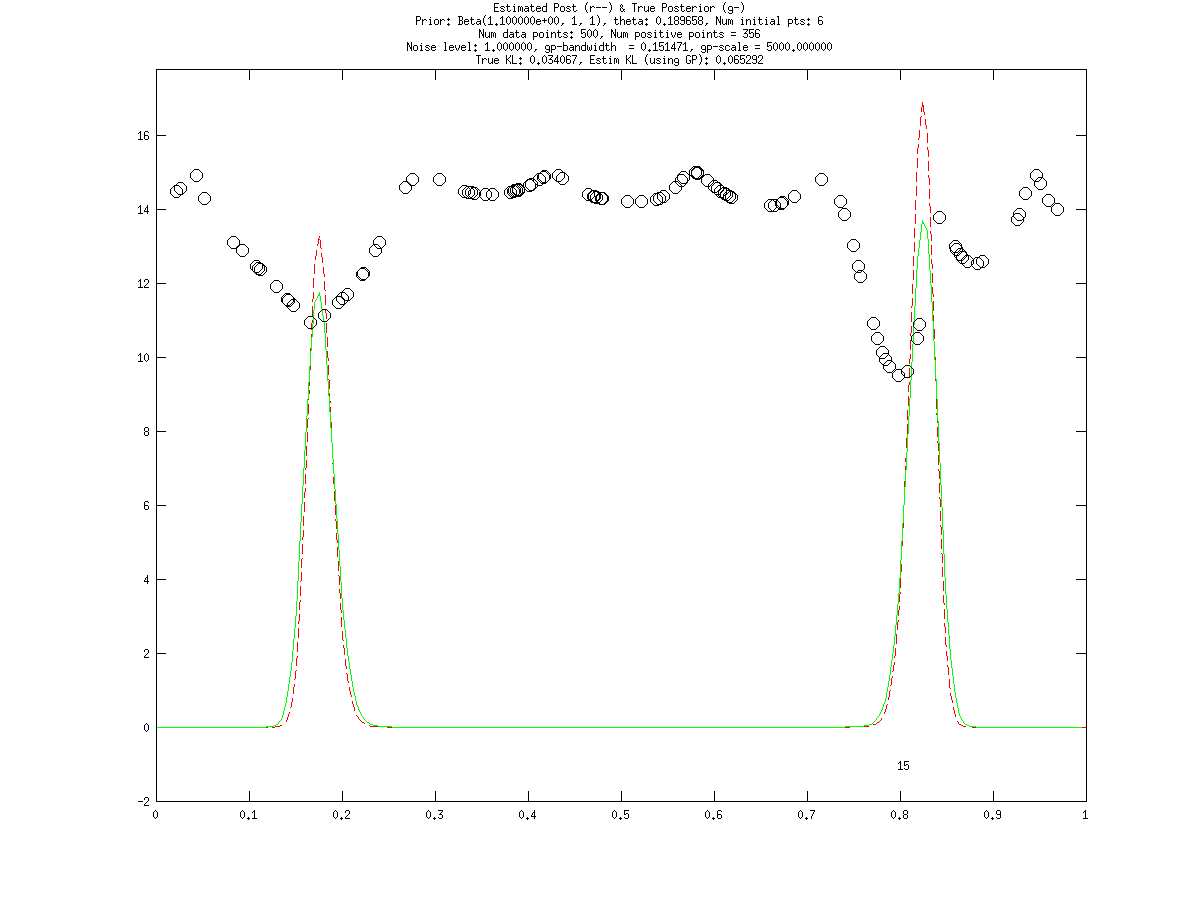 Estimated Post (r--) & True Posterior (g-)
Prior: Beta(1.100000e+00, 1, 1), theta: 0.189658, Num initial pts: 6
Num data points: 500, Num positive points = 356
Noise level: 1.000000, gp-bandwidth  = 0.151471, gp-scale = 5000.000000
True KL: 0.034067, Estim KL (using GP): 0.065292
16
14
12
10
8
6
4
2
0
15
-2
0 0.1 0.2 0.3 0.4 0.5 0.6 0.7 0.8 0.9 1